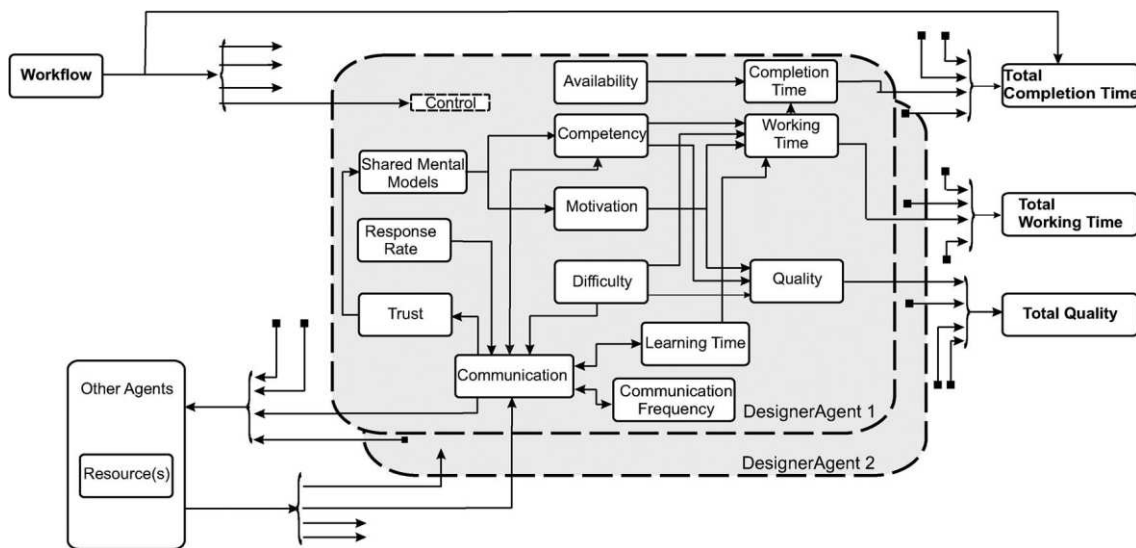 Workflow
Control
Availability
Completion
Time
Total
Completion Time
Competency
Working
Time
Shared Mental
Models
Motivation
Total
Working Time
Response
Rate
Difficulty
Quality
Trust
Total Quality
Learning Time
Communication
Communication
Frequency
DesignerAgent 1
DesignerAgent 2
Other Agents
Resource(s)